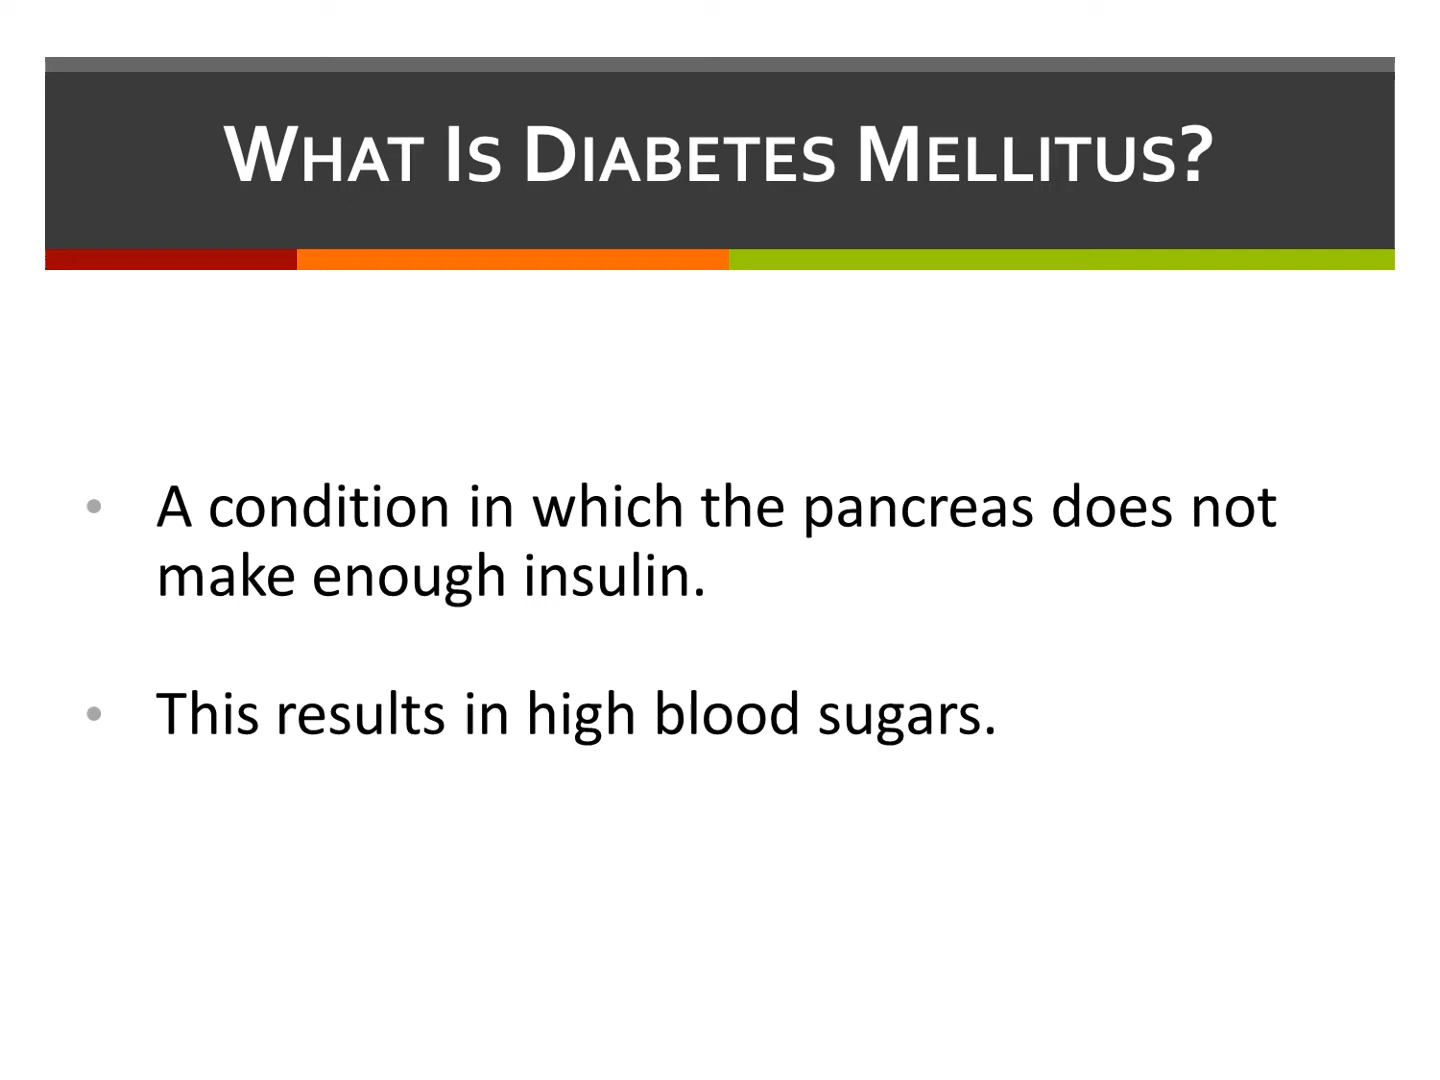 What Is Diabetes Mellitus?
• A condition in which the pancreas does not
make enough insulin.
• This results in high blood sugars.